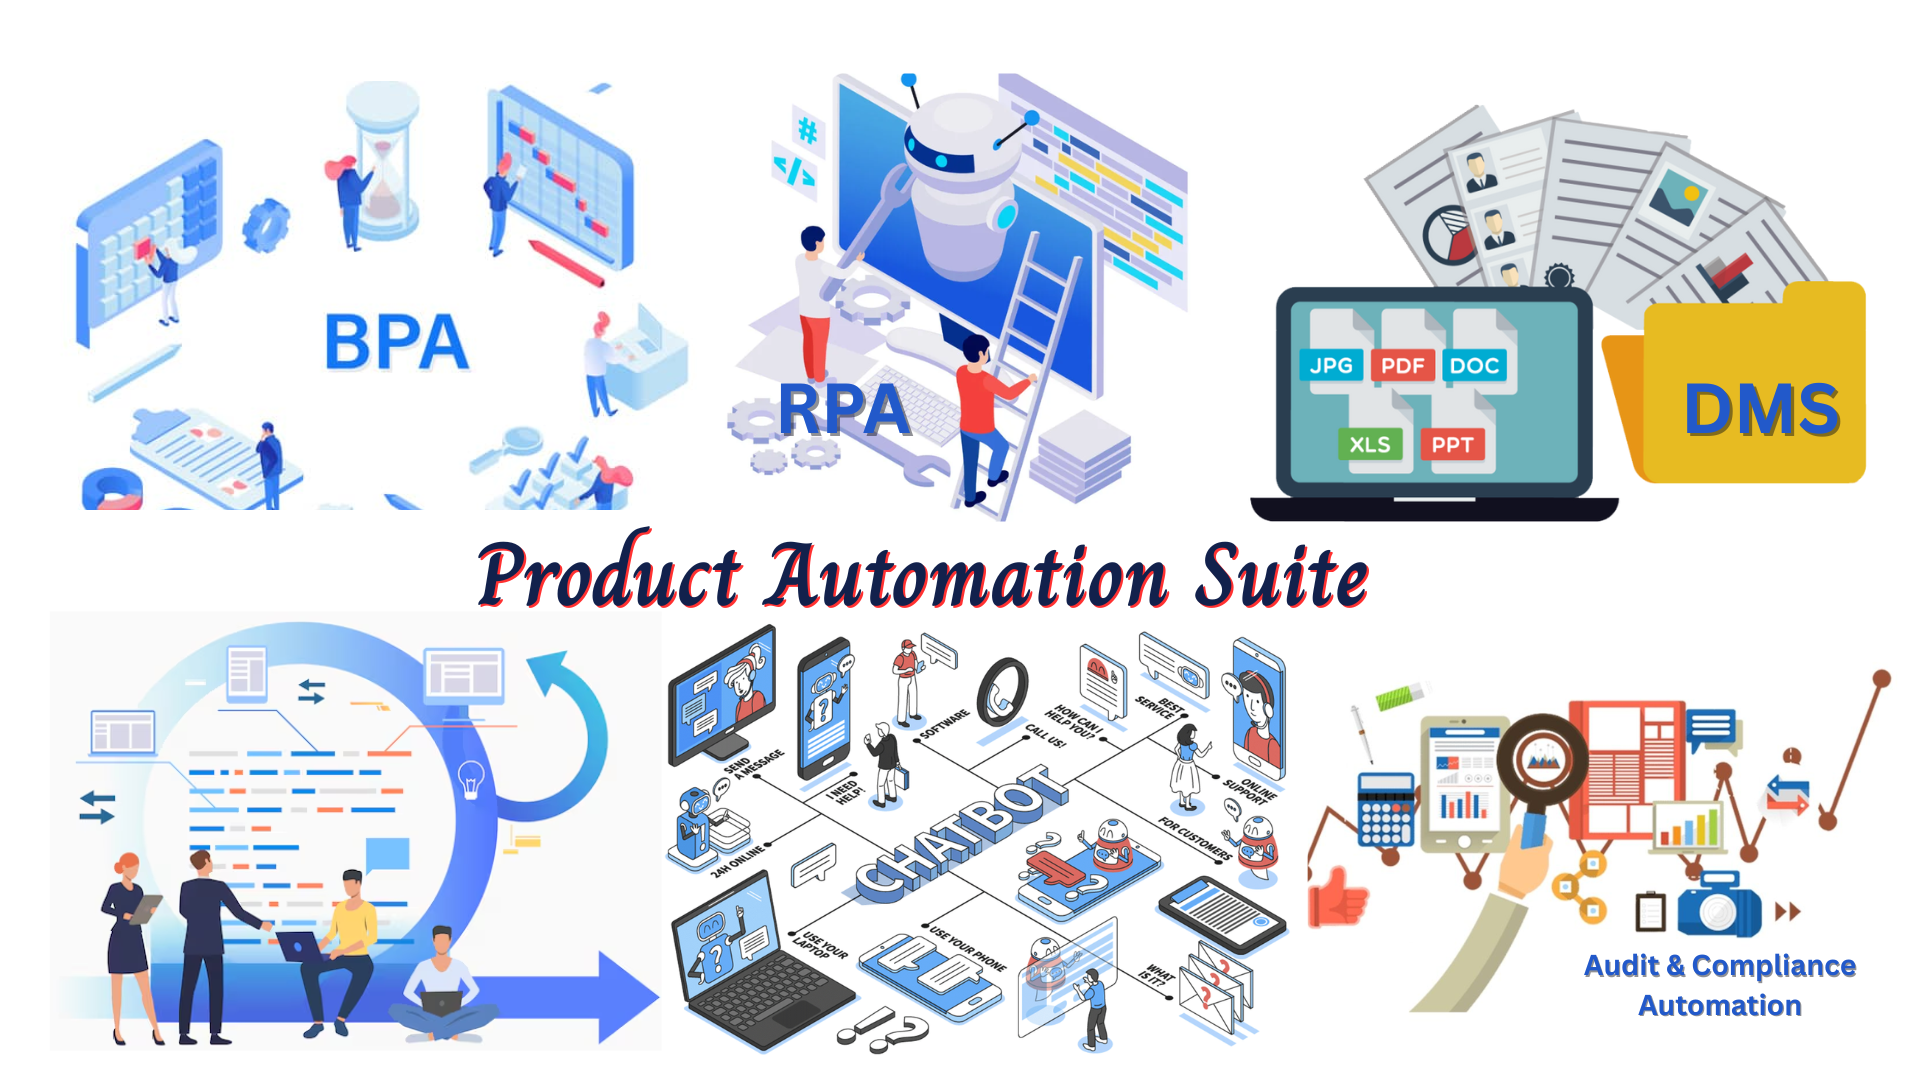 BPA
#
</>
RPA
JPG
PDF
DOC
XLS
PPT
DMS
Product Automation Suite
SEND
A MESSAGE
I NEED
HELP!
SOFTWARE
CALL US!
HOW CAN I
HELP YOU?
BEST
SERVICE
ONLINE
SUPPORT
24H ONLINE
CHATBOT
FOR CUSTOMERS
USE YOUR
LAPTOP
USE YOUR PHONE
WHAT
IS IT?
Audit & Compliance
Automation